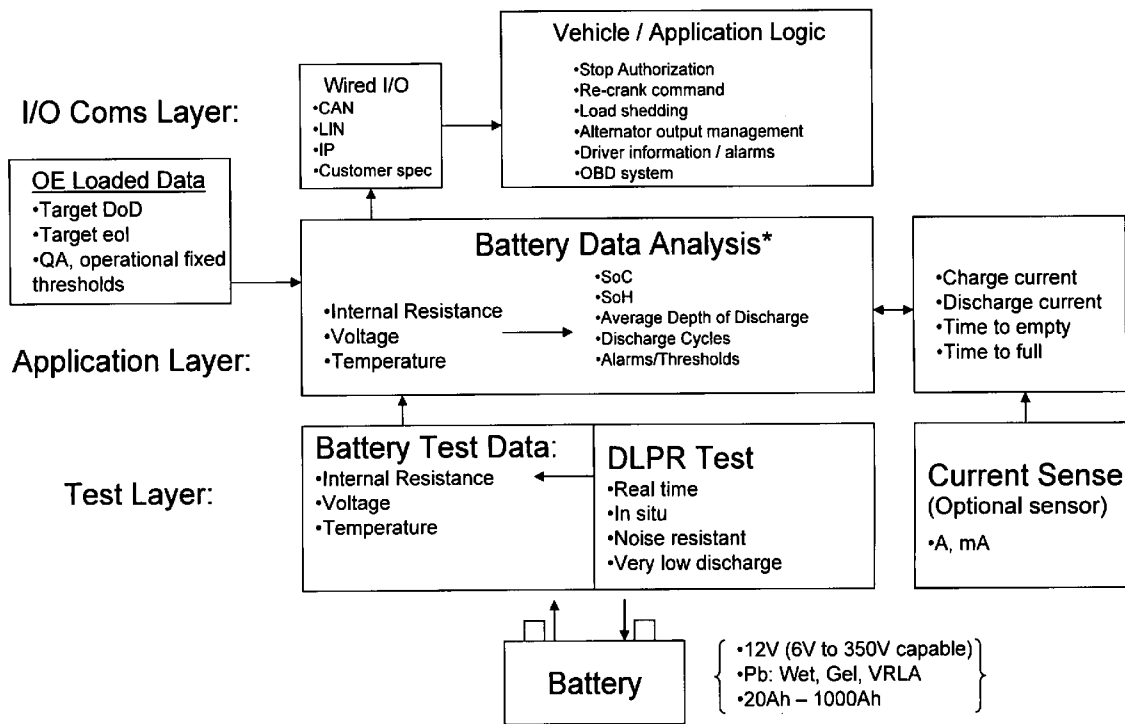 Vehicle / Application Logic
•Stop Authorization
•Re-crank command
•Load shedding
•Alternator output management
•Driver information / alarms
•OBD system
Wired I/O
•CAN
•LIN
•IP
•Customer spec
I/O Coms Layer:
OE Loaded Data
•Target DoD
•Target eol
•QA, operational fixed
thresholds
Battery Data Analysis*
•Internal Resistance
•Voltage
•Temperature
•SoC
•SoH
•Average Depth of Discharge
•Discharge Cycles
•Alarms/Thresholds
•Charge current
•Discharge current
•Time to empty
•Time to full
Application Layer:
Battery Test Data:
•Internal Resistance
•Voltage
•Temperature
DLPR Test
•Real time
•In situ
•Noise resistant
•Very low discharge
Current Sense
(Optional sensor)
•A, mA
Test Layer:
Battery
•12V (6V to 350V capable)
•Pb: Wet, Gel, VRLA
•20Ah – 1000Ah